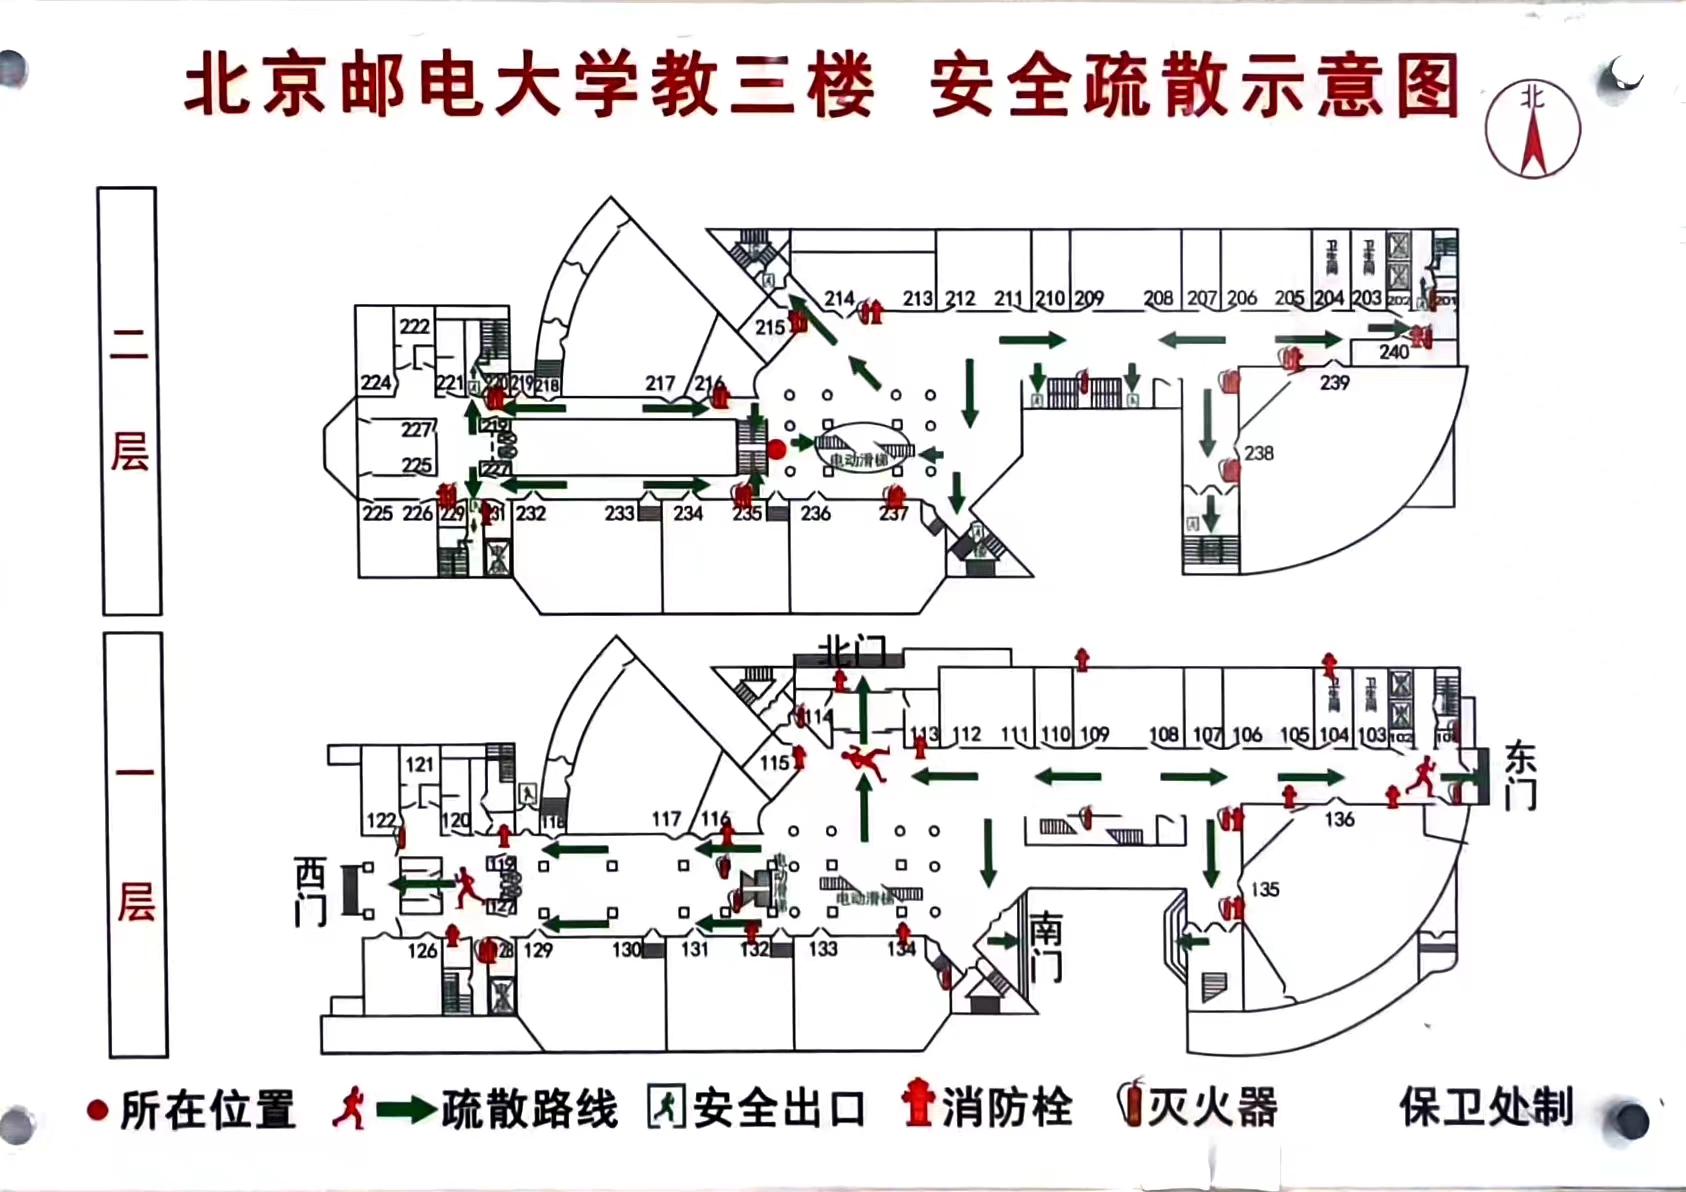 北京邮电大学教三楼 安全疏散示意图
北
二层
214 213 212 211 210 209 208 207 206 205 204 203 202 201
卫生间 卫生间
215
240
222
224 221 220 219 218 217 216
239
227 219
238
225 227
电动滑梯
225 226 229 231 232 233 234 235 236 237
电梯
一层
北门
卫生间 卫生间
114
113 112 111 110 109 108 107 106 105 104 103 102 101
115
121
东门
122 120 118 117 116
136
西门
119
电动滑梯
电动滑梯
135
127
南门
126 128 129 130 131 132 133 134
电梯
所在位置 疏散路线 安全出口 消防栓 灭火器 保卫处制